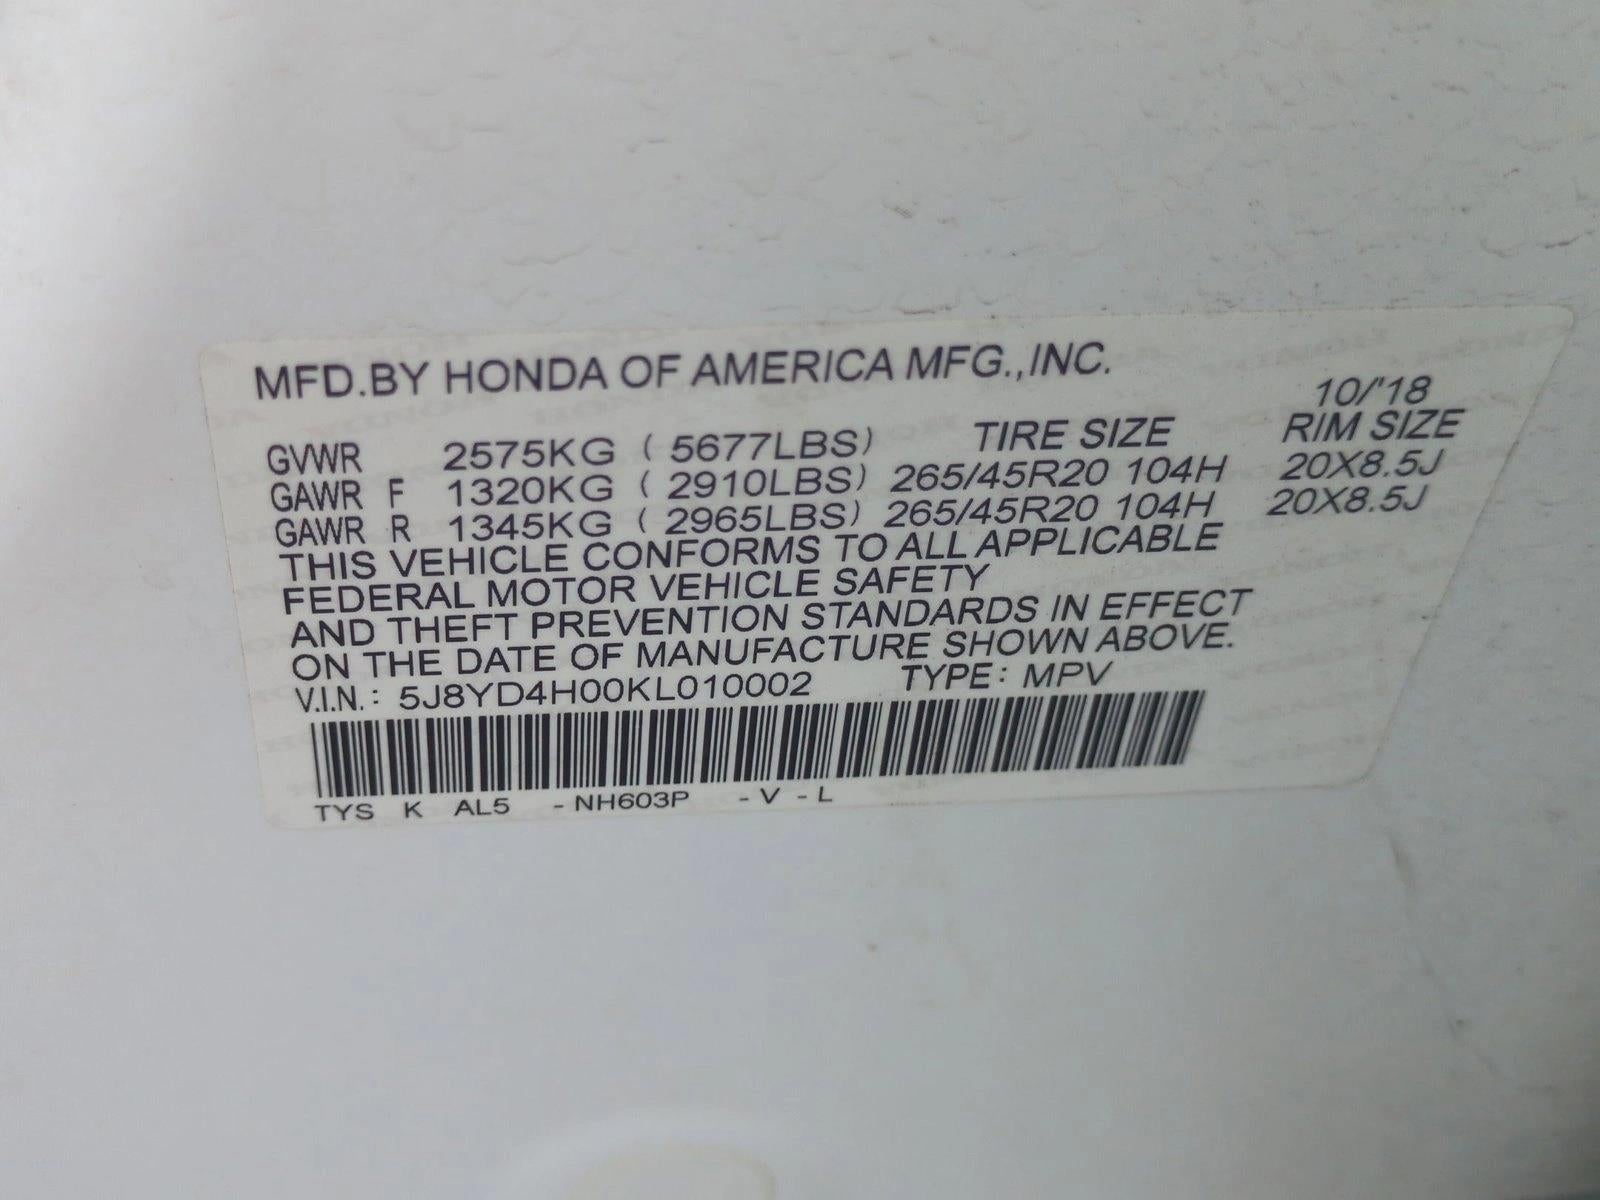 MFD.BY HONDA OF AMERICA MFG.,INC.
10/'18
GVWR 2575KG ( 5677LBS) TIRE SIZE RIM SIZE
GAWR F 1320KG ( 2910LBS) 265/45R20 104H 20X8.5J
GAWR R 1345KG ( 2965LBS) 265/45R20 104H 20X8.5J
THIS VEHICLE CONFORMS TO ALL APPLICABLE
FEDERAL MOTOR VEHICLE SAFETY
AND THEFT PREVENTION STANDARDS IN EFFECT
ON THE DATE OF MANUFACTURE SHOWN ABOVE.
V.I.N.: 5J8YD4H00KL010002 TYPE: MPV
TYS K AL5 -NH603P -V -L